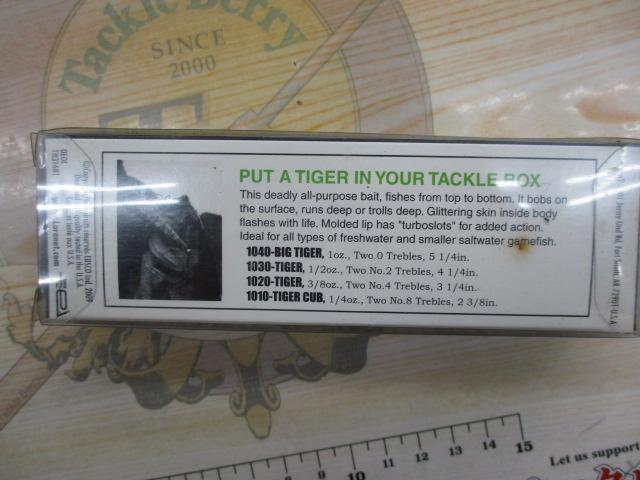 Tackle Berry
SINCE
2000
PUT A TIGER IN YOUR TACKLE BOX
This deadly all-purpose bait, fishes from top to bottom. It bobs on
the surface, runs deep or trolls deep. Glittering skin inside body
flashes with life. Molded lip has "turboslots" for added action.
Ideal for all types of freshwater and smaller saltwater gamefish.
1040-BIG TIGER, 1oz., Two 0 Trebles, 5 1/4in.
1030-TIGER, 1/2oz., Two No.2 Trebles, 4 1/4in.
1020-TIGER, 3/8oz., Two No.4 Trebles, 3 1/4in.
1010-TIGER CUB, 1/4oz., Two No.8 Trebles, 2 3/8in.
9 10 11 12 13 14 15
Let us support